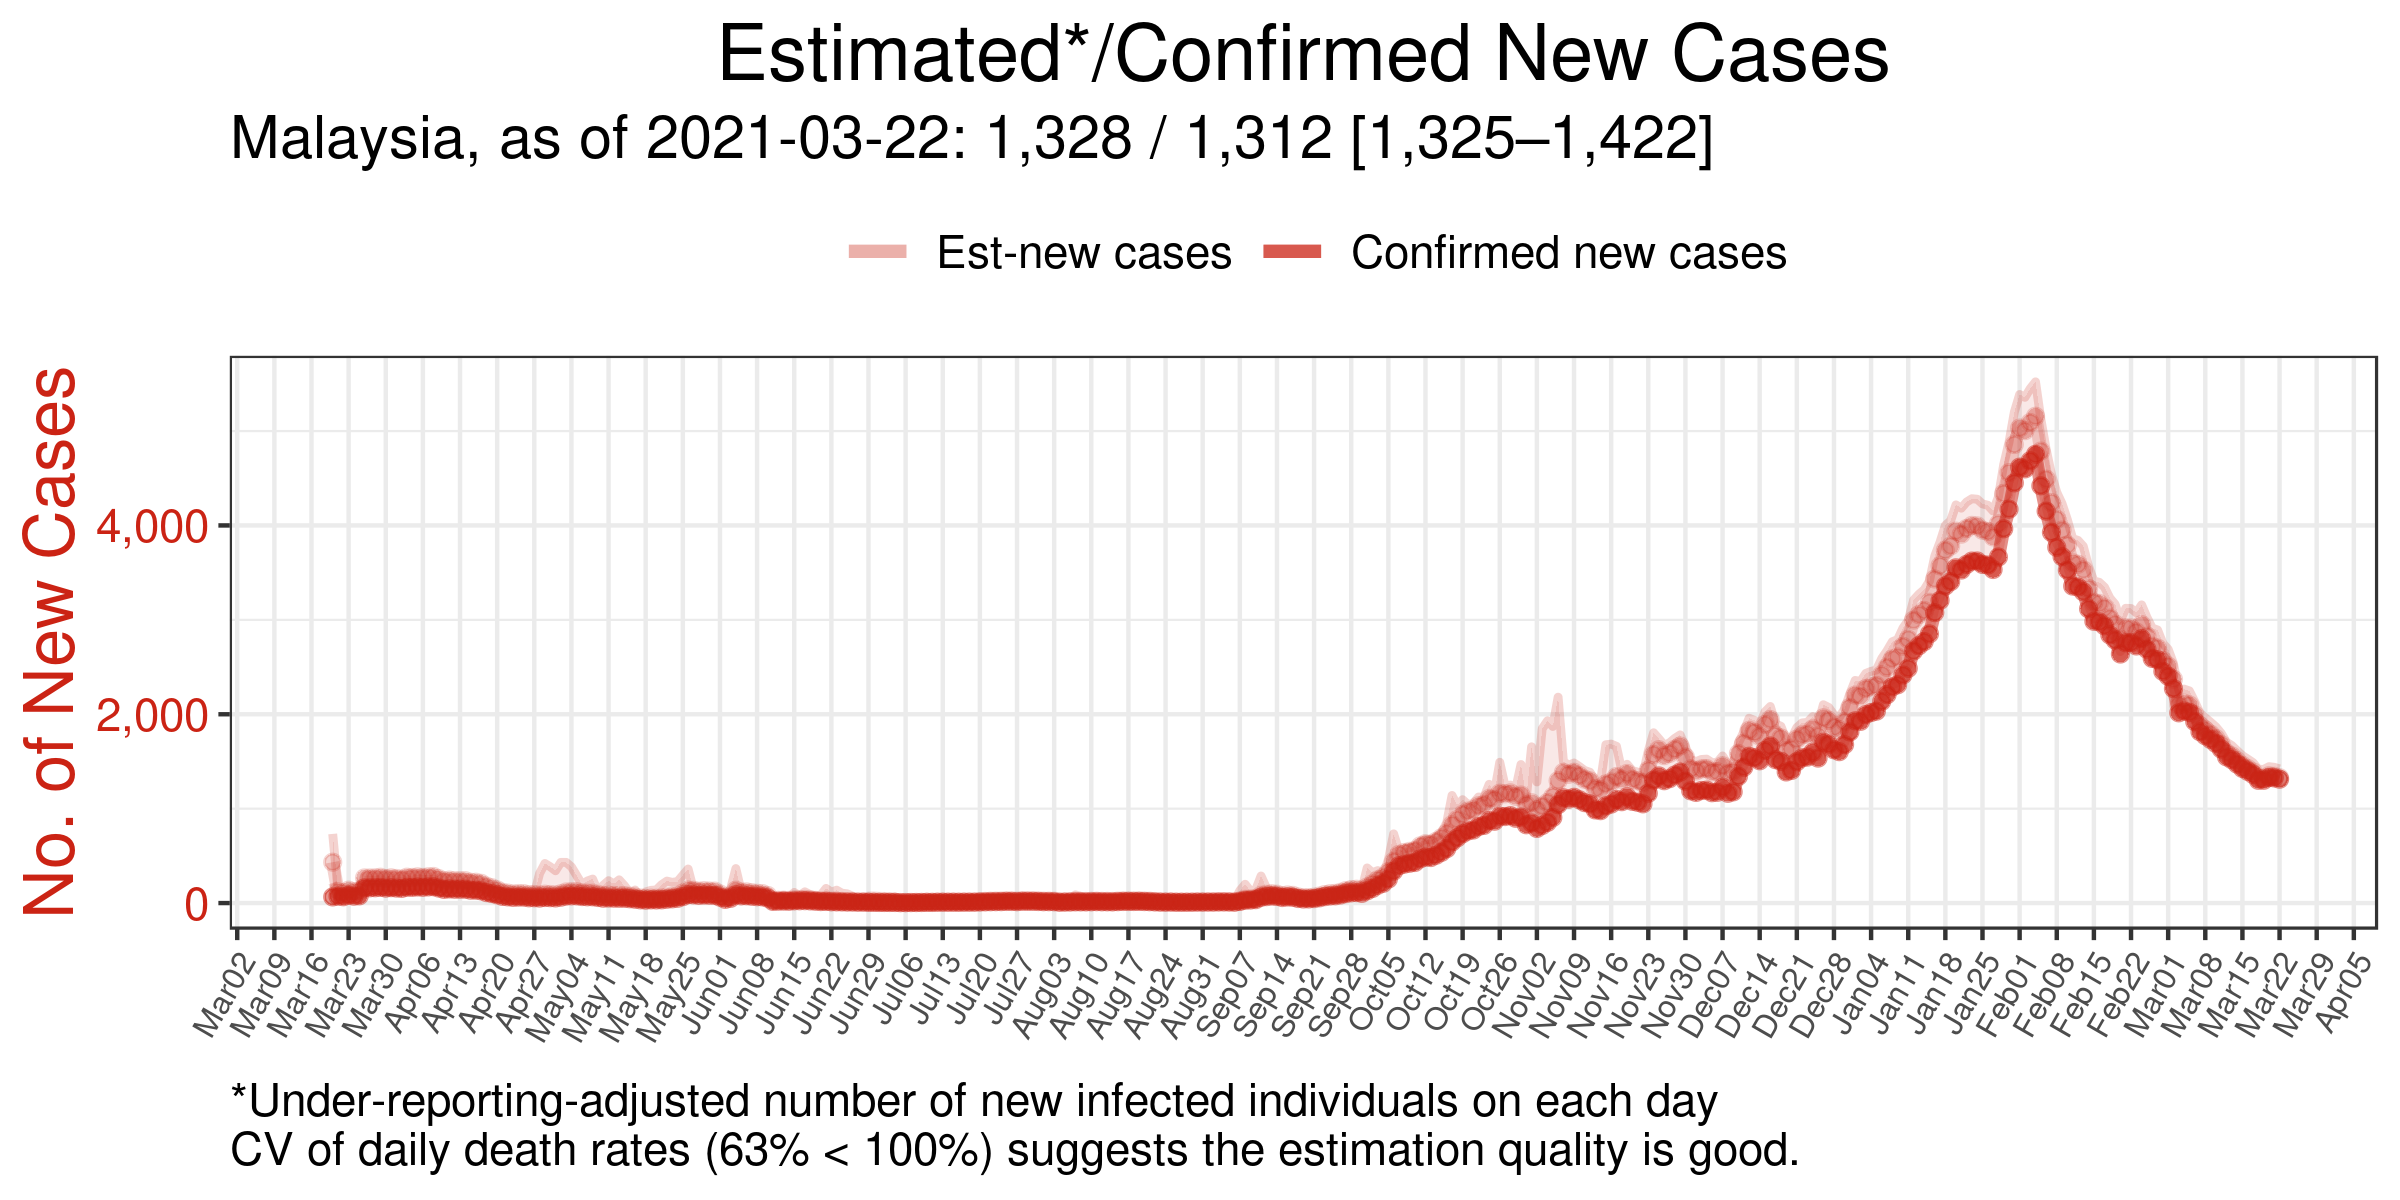 Estimated*/Confirmed New Cases
Malaysia, as of 2021-03-22: 1,328 / 1,312 [1,325–1,422]
Est-new cases
Confirmed new cases
No. of New Cases
4,000
2,000
0
Mar02
Mar09
Mar16
Mar23
Mar30
Apr06
Apr13
Apr20
Apr27
May04
May11
May18
May25
Jun01
Jun08
Jun15
Jun22
Jun29
Jul06
Jul13
Jul20
Jul27
Aug03
Aug10
Aug17
Aug24
Aug31
Sep07
Sep14
Sep21
Sep28
Oct05
Oct12
Oct19
Oct26
Nov02
Nov09
Nov16
Nov23
Nov30
Dec07
Dec14
Dec21
Dec28
Jan04
Jan11
Jan18
Jan25
Feb01
Feb08
Feb15
Feb22
Mar01
Mar08
Mar15
Mar22
Mar29
Apr05
*Under-reporting-adjusted number of new infected individuals on each day
CV of daily death rates (63% < 100%) suggests the estimation quality is good.